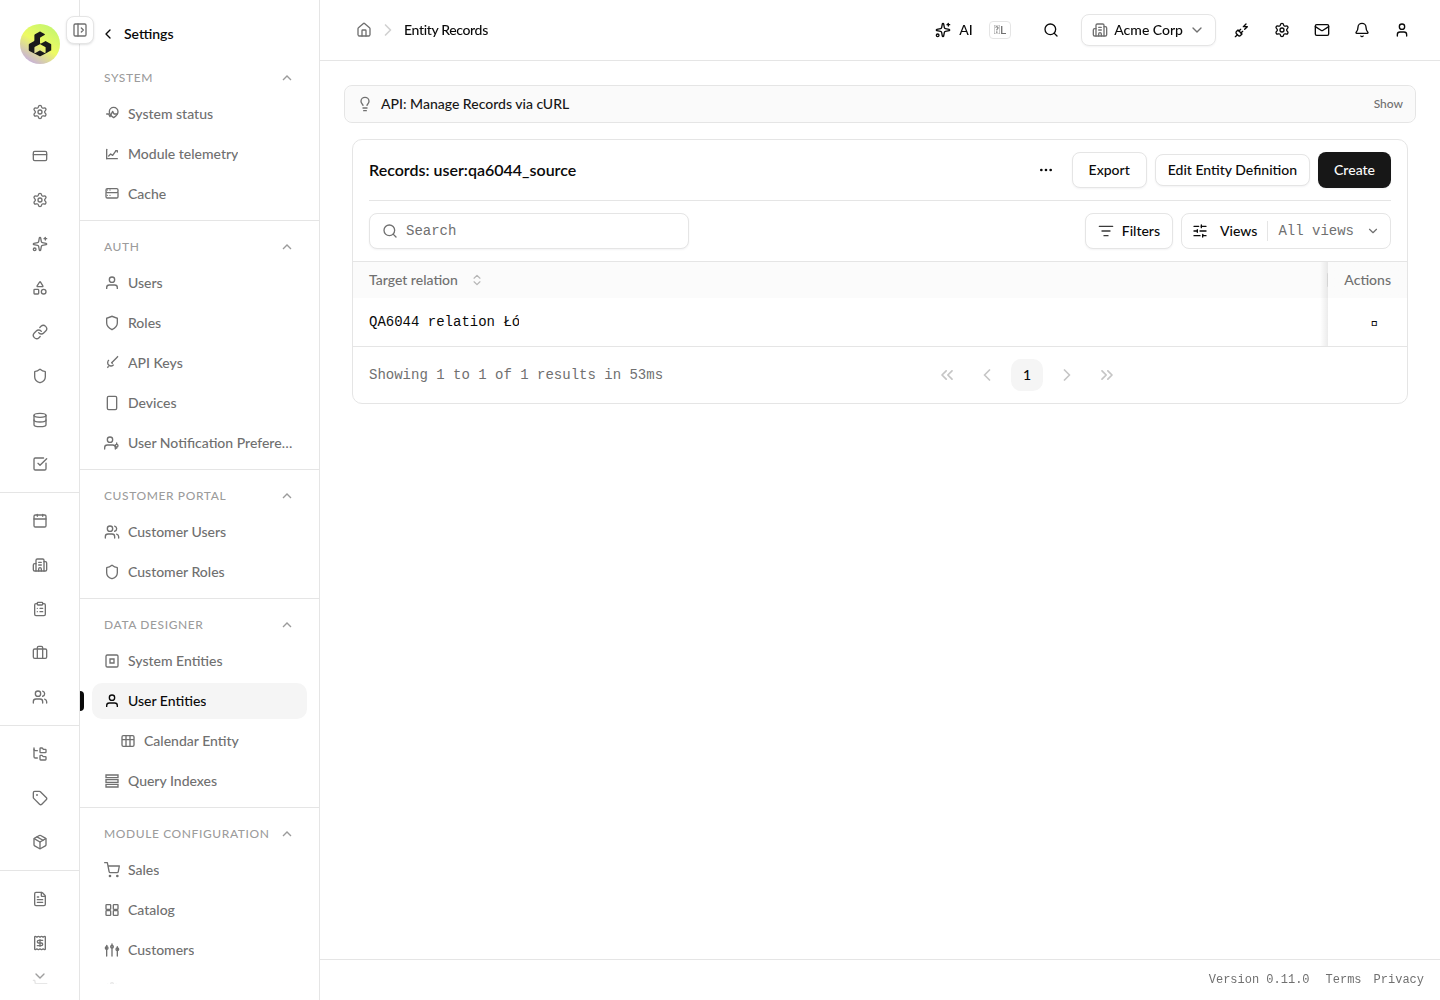 Settings
Entity Records
AI
L
Acme Corp
SYSTEM
System status
Module telemetry
Cache
AUTH
Users
Roles
API Keys
Devices
User Notification Prefere...
CUSTOMER PORTAL
Customer Users
Customer Roles
DATA DESIGNER
System Entities
User Entities
Calendar Entity
Query Indexes
MODULE CONFIGURATION
Sales
Catalog
Customers
API: Manage Records via cURL
Show
Records: user:qa6044_source
Export
Edit Entity Definition
Create
Search
Filters
Views
All views
Target relation
Actions
QA6044 relation Łó
Showing 1 to 1 of 1 results in 53ms
1
Version 0.11.0
Terms
Privacy